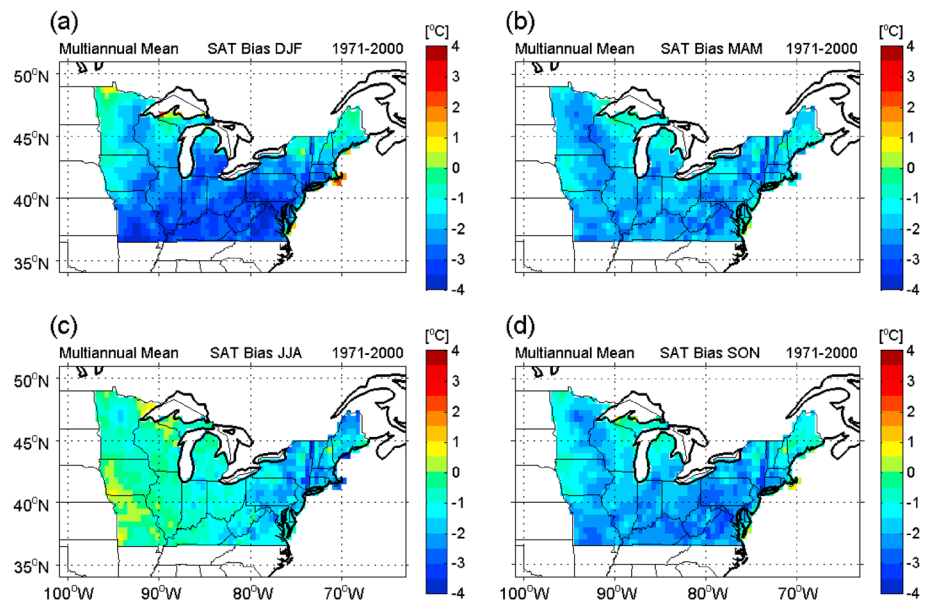 (a)
Multiannual Mean SAT Bias DJF 1971-2000
[°C]
50°N
45°N
40°N
35°N
4
3
2
1
0
-1
-2
-3
-4
(b)
Multiannual Mean SAT Bias MAM 1971-2000
[°C]
4
3
2
1
0
-1
-2
-3
-4
(c)
Multiannual Mean SAT Bias JJA 1971-2000
[°C]
50°N
45°N
40°N
35°N
100°W 90°W 80°W 70°W
4
3
2
1
0
-1
-2
-3
-4
(d)
Multiannual Mean SAT Bias SON 1971-2000
[°C]
100°W 90°W 80°W 70°W
4
3
2
1
0
-1
-2
-3
-4